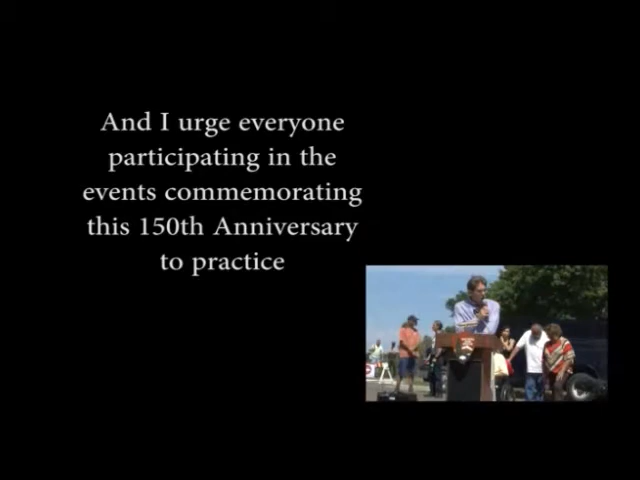 And I urge everyone
participating in the
events commemorating
this 150th Anniversary
to practice